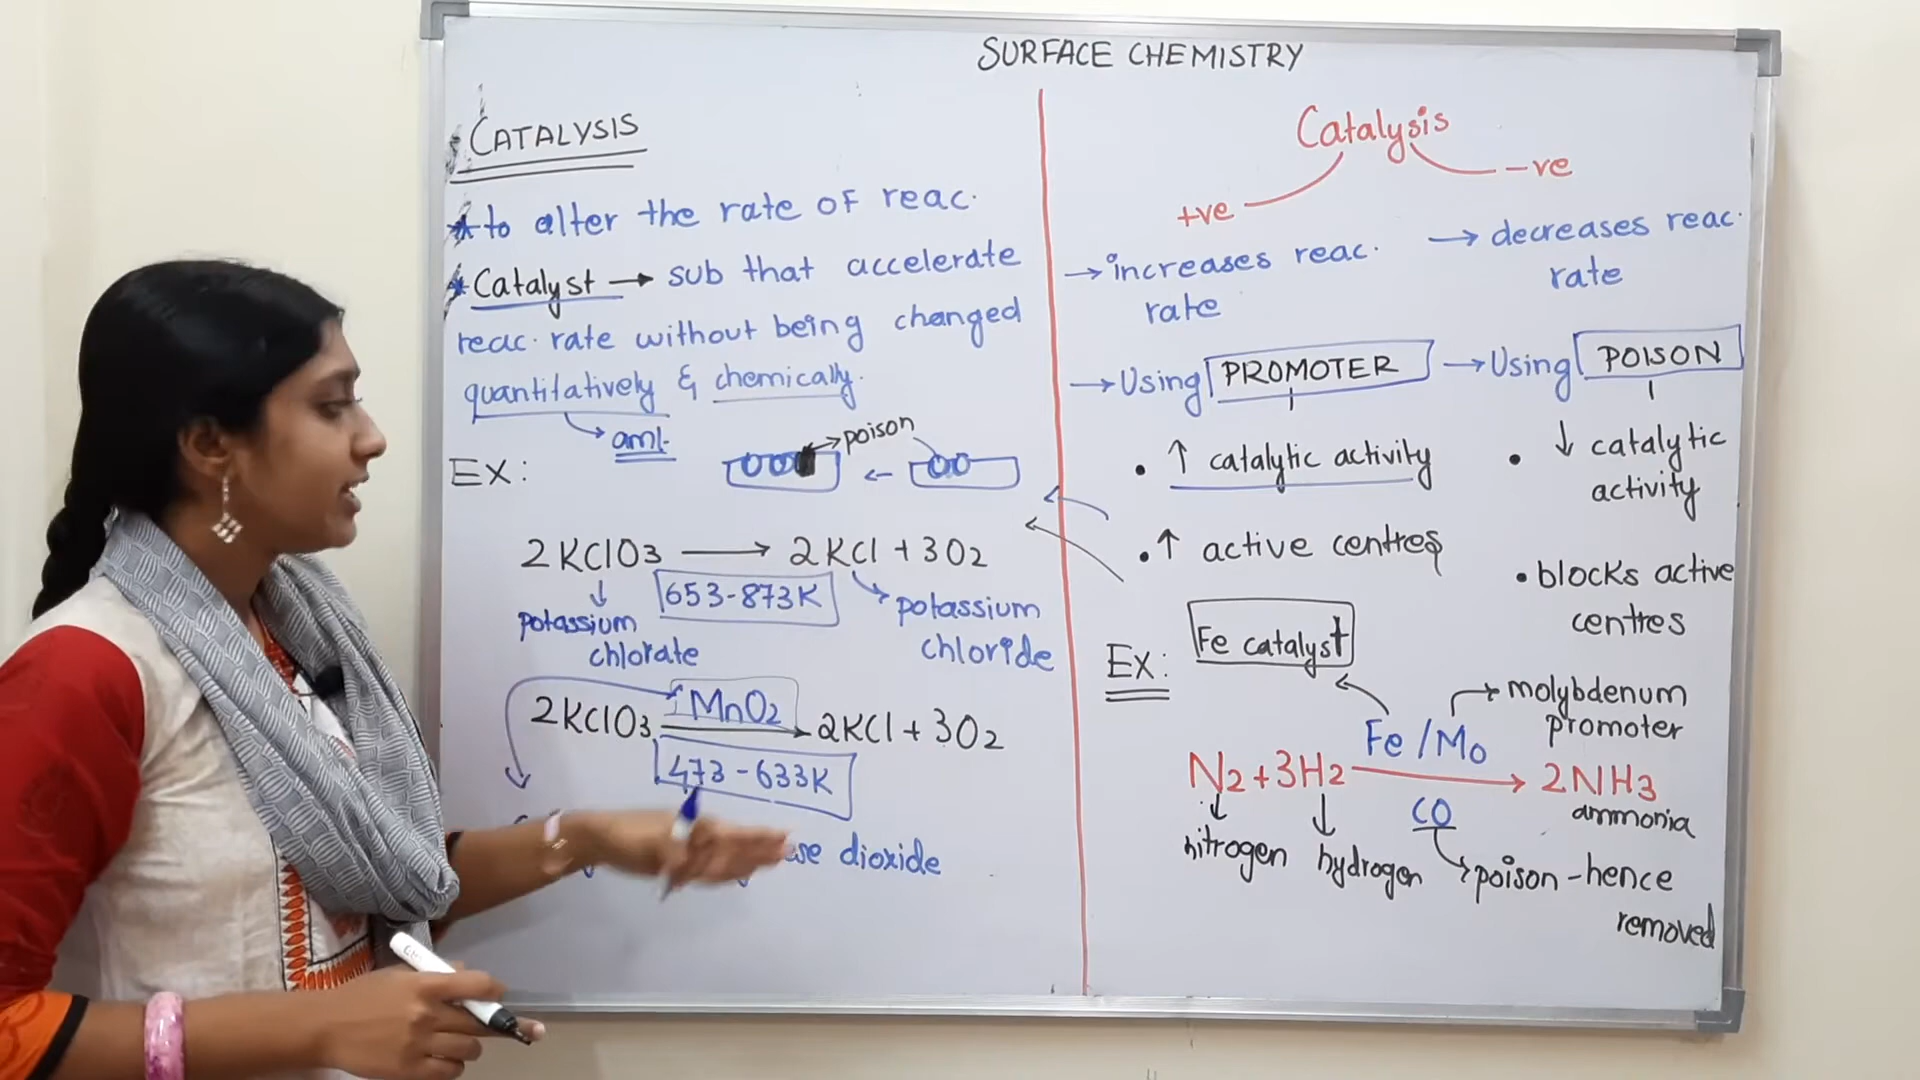 SURFACE CHEMISTRY
CATALYSIS
* to alter the rate of reac.
* Catalyst → sub that accelerate
reac. rate without being changed
quantitatively & chemically.
amt.
poison
EX:
2KClO3 → 2KCl + 3O2
653-873K
potassium
chlorate
potassium
chloride
MnO2
2KClO3 → 2KCl + 3O2
473-633K
dioxide
Catalysis
+ve
-ve
→ increases reac.
rate
→ Using PROMOTER
• ↑ catalytic activity
• ↑ active centres
→ decreases reac.
rate
→ Using POISON
• ↓ catalytic
activity
• blocks active
centres
EX:
Fe catalyst
molybdenum
promoter
Fe/Mo
N2 + 3H2 → 2NH3
CO
ammonia
nitrogen
hydrogen
poison - hence
removed